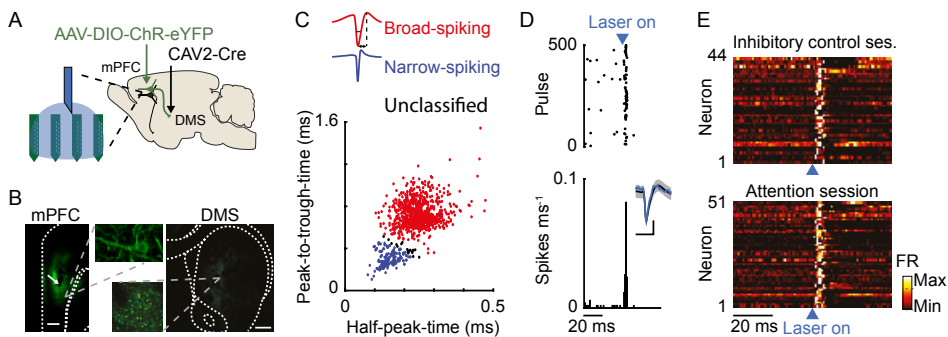 A
AAV-DIO-ChR-eYFP
CAV2-Cre
mPFC
DMS
B
mPFC
DMS
C
Broad-spiking
Narrow-spiking
Unclassified
Peak-to-trough-time (ms)
1.6
0
0
0.5
Half-peak-time (ms)
D
Laser on
Pulse
500
0
Spikes ms-1
0.1
0
20 ms
E
Inhibitory control ses.
Neuron
44
1
Attention session
Neuron
51
1
FR
Max
Min
20 ms
Laser on